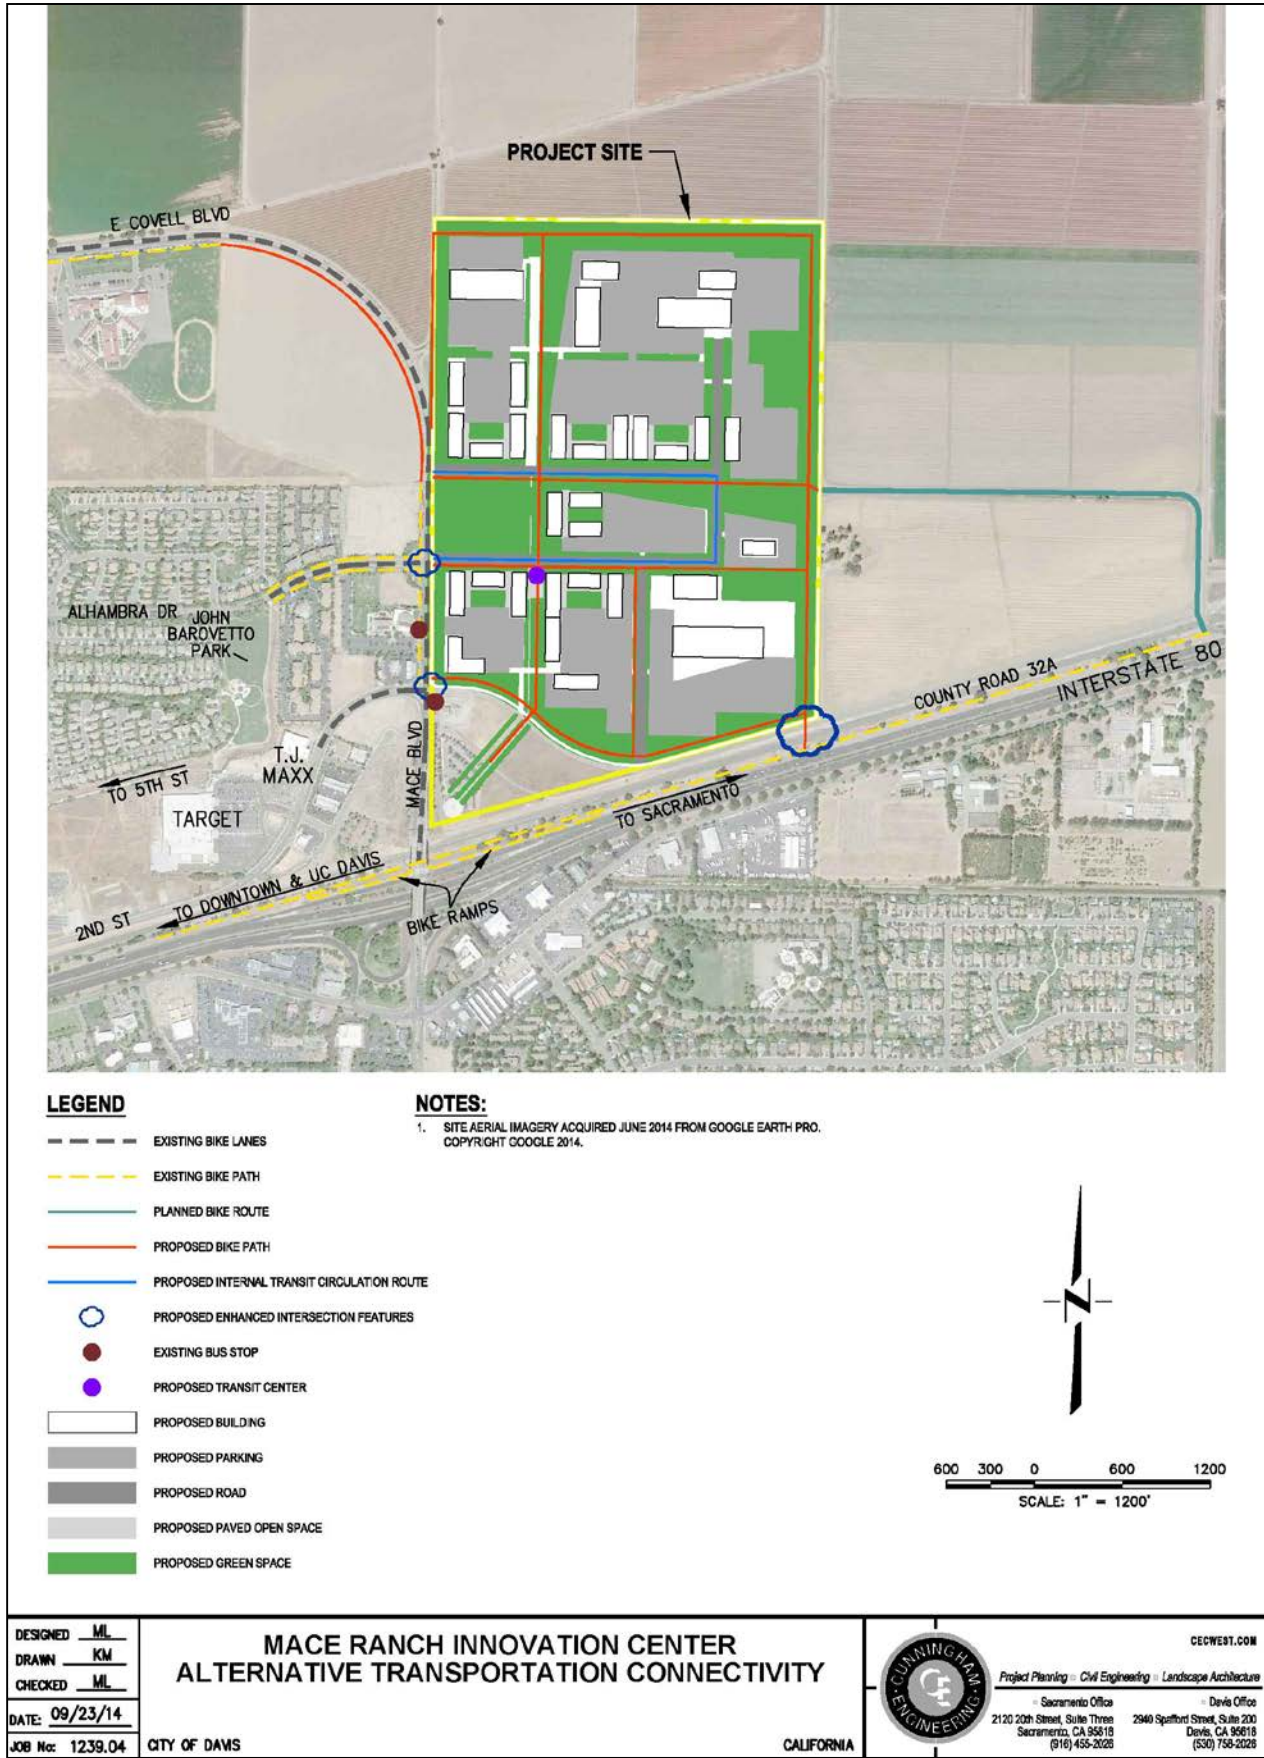 PROJECT SITE
E COVELL BLVD
ALHAMBRA DR
JOHN
BAROVETTO
PARK
COUNTY ROAD 32A
INTERSTATE 80
MACE BLVD
T.J.
MAXX
TO 5TH ST
TARGET
TO SACRAMENTO
TO DOWNTOWN & UC DAVIS
2ND ST
BIKE RAMPS
LEGEND
EXISTING BIKE LANES
EXISTING BIKE PATH
PLANNED BIKE ROUTE
PROPOSED BIKE PATH
PROPOSED INTERNAL TRANSIT CIRCULATION ROUTE
PROPOSED ENHANCED INTERSECTION FEATURES
EXISTING BUS STOP
PROPOSED TRANSIT CENTER
PROPOSED BUILDING
PROPOSED PARKING
PROPOSED ROAD
PROPOSED PAVED OPEN SPACE
PROPOSED GREEN SPACE
NOTES:
1. SITE AERIAL IMAGERY ACQUIRED JUNE 2014 FROM GOOGLE EARTH PRO.
COPYRIGHT GOOGLE 2014.
N
600 300 0 600 1200
SCALE: 1" = 1200'
DESIGNED ML
DRAWN KM
CHECKED ML
DATE: 09/23/14
JOB No: 1239.04
MACE RANCH INNOVATION CENTER
ALTERNATIVE TRANSPORTATION CONNECTIVITY
CITY OF DAVIS
CALIFORNIA
CUNNINGHAM
ENGINEERING
CECWEST.COM
Project Planning Civil Engineering Landscape Architecture
Sacramento Office
2120 20th Street, Suite Three
Sacramento, CA 95818
(916) 455-2026
Davis Office
2940 Spafford Street, Suite 200
Davis, CA 95618
(530) 758-2026